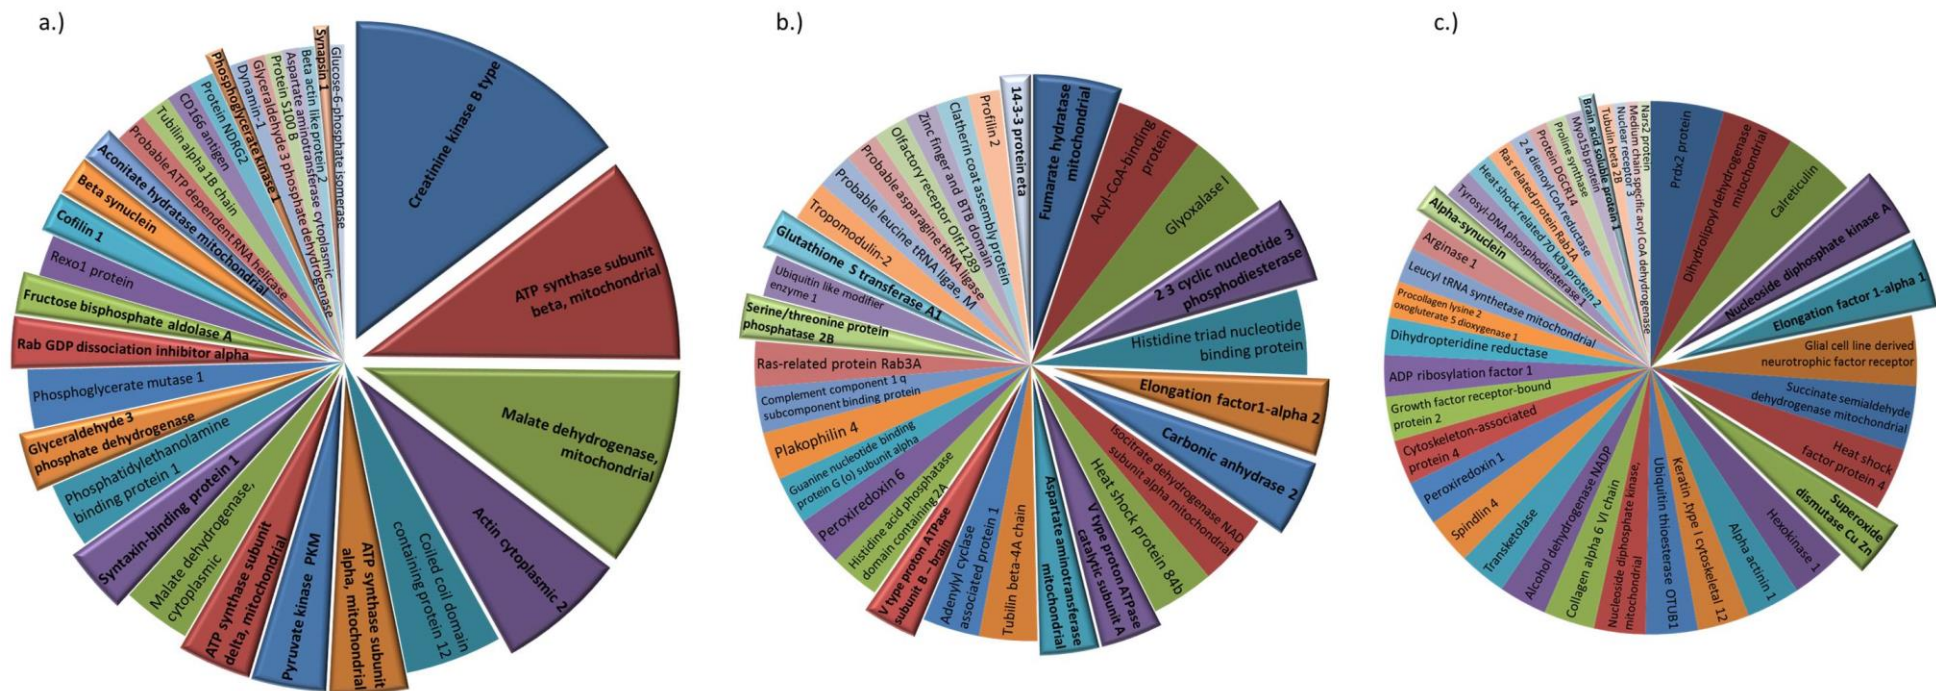 a.)
Creatinine kinase B type
ATP synthase subunit
beta, mitochondrial
Malate dehydrogenase,
mitochondrial
Actin cytoplasmic 2
Coiled coil domain
containing protein 12
ATP synthase subunit
alpha, mitochondrial
Pyruvate kinase PKM
ATP synthase subunit
delta, mitochondrial
Malate dehydrogenase,
cytoplasmic
Syntaxin-binding protein 1
Phosphatidylethanolamine
binding protein 1
Glyceraldehyde 3
phosphate dehydrogenase
Phosphoglycerate mutase 1
Rab GDP dissociation inhibitor alpha
Fructose bisphosphate aldolase A
Rexo1 protein
Cofilin 1
Beta synuclein
Aconitate hydratase mitochondrial
Probable ATP dependent RNA helicase
Tubilin alpha 1B chain
CD166 antigen
Protein NDRG2
Phosphoglycerate kinase 1
Dynamin-1
Glyceraldehyde 3 phosphate dehydrogenase
Protein S100 B
Aspartate aminotransferase cytoplasmic
Beta actin like protein 2
Synapsin 1
Glucose-6-phosphate isomerase
b.)
Fumarate hydratase
mitochondrial
Acyl-CoA-binding
protein
Glyoxalase I
2 3 cyclic nucleotide 3
phosphodiesterase
Histidine triad nucleotide
binding protein
Elongation factor1-alpha 2
Carbonic anhydrase 2
isocitrate dehydrogenase NAD
subunit alpha mitochondrial
Heat shock protein 84b
V type proton ATPase
catalytic subunit A
Aspartate aminotransferase
mitochondrial
Tubilin beta-4A chain
Adenylyl cyclase
associated protein 1
V type proton ATPase
subunit B - brain
Histidine acid phosphatase
domain containing 2A
Peroxiredoxin 6
Guanine nucleotide binding
protein G (o) subunit alpha
Plakophilin 4
Complement component 1 q
subcomponent binding protein
Ras-related protein Rab3A
Serine/threonine protein
phosphatase 2B
Ubiquitin like modifier
enzyme 1
Glutathione S transferase A1
Tropomodulin-2
Probable leucine tRNA ligae, M
Probable asparagine tRNA ligase
Olfactory receptor Olfr1289
Zinc finger and BTB domain
Clatherin coat assembly protein
Profilin 2
14-3-3 protein eta
c.)
Prdx2 protein
Dihydrolipoyl dehydrogenase
mitochondrial
Calreticulin
Nucleoside diphosphate kinase A
Elongation factor 1-alpha 1
Glial cell line derived
neurotrophic factor receptor
Succinate semialdehyde
dehydrogenase mitochondrial
Heat shock
factor protein 4
Superoxide
dismutase Cu Zn
Hexokinase 1
Alpha actinin 1
Keratin ,type I cytoskeletal 12
Ubiquitin thioesterase OTUB1
Nucleoside diphosphate kinase,
mitochondrial
Collagen alpha 6 VI chain
Alcohol dehydrogenase NADP
Transketolase
Spindlin 4
Peroxiredoxin 1
Cytoskeleton-associated
protein 4
Growth factor receptor-bound
protein 2
ADP ribosylation factor 1
Dihydropteridine reductase
Procollagen lysine 2
oxogluterate 5 dioxygenase 1
Leucyl tRNA synthetase mitochondrial
Arginase 1
Alpha-synuclein
Tyrosyl-DNA phosphodiesterase 1
Heat shock related 70 kDa protein 2
Ras related protein Rab1A
2 4 dienoyl CoA reductase
Protein DGCR14
Proline synthase
Myo15b protein
Brain acid soluble protein 1
Tubulin beta 2B
Nuclear receptor 3
Medium chain specific acyl CoA dehydrogenase
Nars2 protein